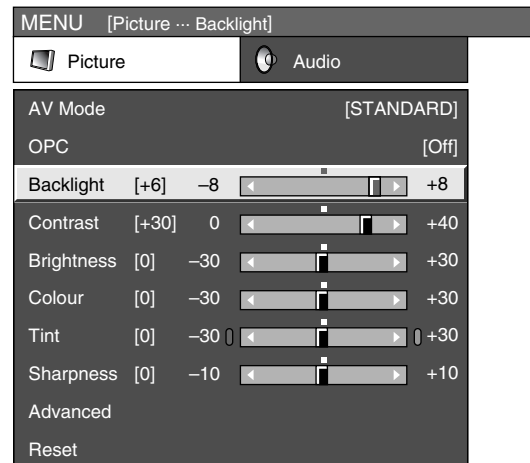 MENU [Picture ··· Backlight]
Picture Audio
AV Mode [STANDARD]
OPC [Off]
Backlight [+6] –8 +8
Contrast [+30] 0 +40
Brightness [0] –30 +30
Colour [0] –30 +30
Tint [0] –30 +30
Sharpness [0] –10 +10
Advanced
Reset